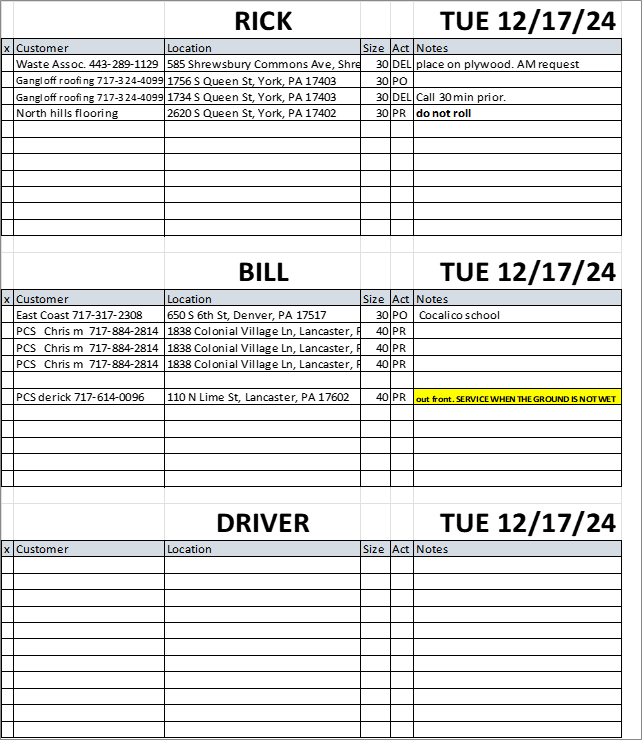 RICK TUE 12/17/24
x Customer Location Size Act Notes
Waste Assoc. 443-289-1129 585 Shrewsbury Commons Ave, Shre 30 DEL place on plywood. AM request
Gangloff roofing 717-324-4099 1756 S Queen St, York, PA 17403 30 PO
Gangloff roofing 717-324-4099 1734 S Queen St, York, PA 17403 30 DEL Call 30 min prior.
North hills flooring 2620 S Queen St, York, PA 17402 30 PR do not roll
BILL TUE 12/17/24
x Customer Location Size Act Notes
East Coast 717-317-2308 650 S 6th St, Denver, PA 17517 30 PO Cocalico school
PCS Chris m 717-884-2814 1838 Colonial Village Ln, Lancaster, P 40 PR
PCS Chris m 717-884-2814 1838 Colonial Village Ln, Lancaster, P 40 PR
PCS Chris m 717-884-2814 1838 Colonial Village Ln, Lancaster, P 40 PR
PCS derick 717-614-0096 110 N Lime St, Lancaster, PA 17602 40 PR out front. SERVICE WHEN THE GROUND IS NOT WET
DRIVER TUE 12/17/24
x Customer Location Size Act Notes